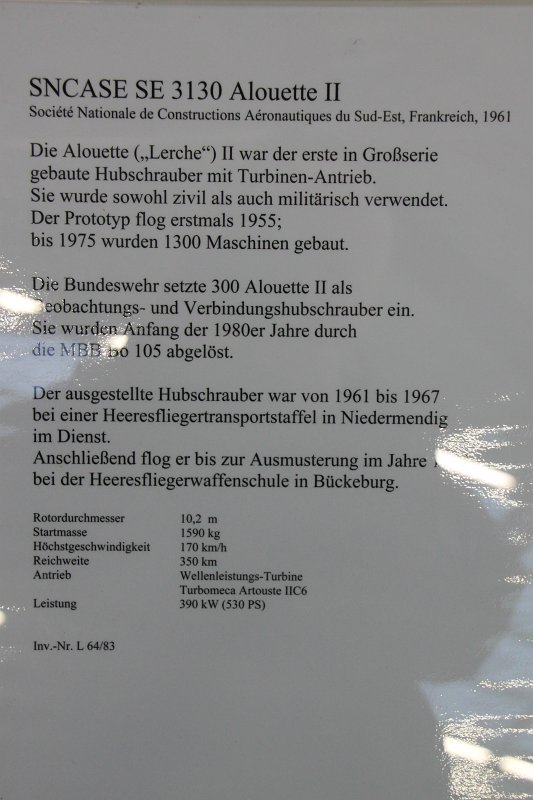 SNCASE SE 3130 Alouette II
Société Nationale de Constructions Aéronautiques du Sud-Est, Frankreich, 1961
Die Alouette („Lerche“) II war der erste in Großserie
gebaute Hubschrauber mit Turbinen-Antrieb.
Sie wurde sowohl zivil als auch militärisch verwendet.
Der Prototyp flog erstmals 1955;
bis 1975 wurden 1300 Maschinen gebaut.
Die Bundeswehr setzte 300 Alouette II als
Beobachtungs- und Verbindungshubschrauber ein.
Sie wurden Anfang der 1980er Jahre durch
die MBB Bo 105 abgelöst.
Der ausgestellte Hubschrauber war von 1961 bis 1967
bei einer Heeresfliegertransportstaffel in Niedermendig
im Dienst.
Anschließend flog er bis zur Ausmusterung im Jahre
bei der Heeresfliegerwaffenschule in Bückeburg.
Rotordurchmesser 10,2 m
Startmasse 1590 kg
Höchstgeschwindigkeit 170 km/h
Reichweite 350 km
Antrieb Wellenleistungs-Turbine
Turbomeca Artouste IIC6
Leistung 390 kW (530 PS)
Inv.-Nr. L 64/83